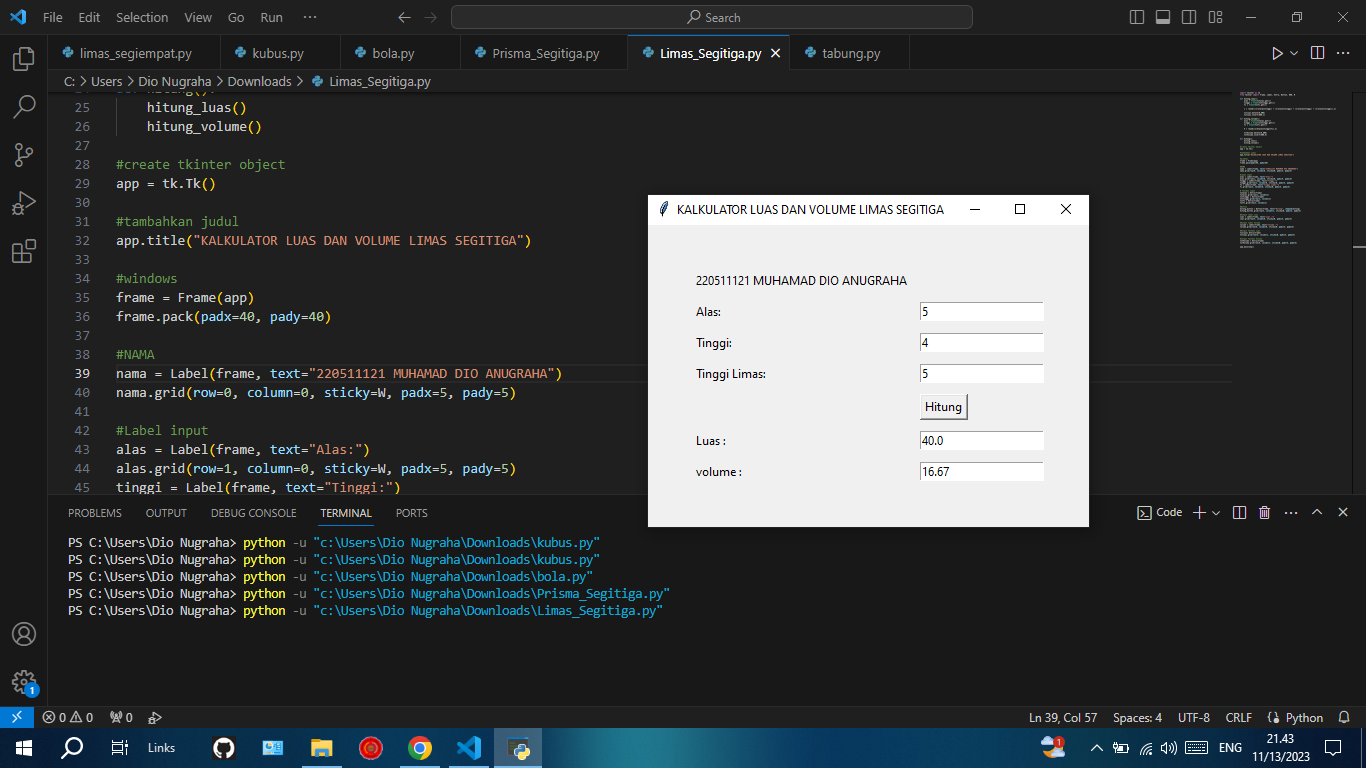 File Edit Selection View Go Run ··· Search
limas_segiempat.py kubus.py bola.py Prisma_Segitiga.py Limas_Segitiga.py tabung.py
C: > Users > Dio Nugraha > Downloads > Limas_Segitiga.py
25 hitung_luas()
26 hitung_volume()
27
28 #create tkinter object
29 app = tk.Tk()
30
31 #tambahkan judul
32 app.title("KALKULATOR LUAS DAN VOLUME LIMAS SEGITIGA")
33
34 #windows
35 frame = Frame(app)
36 frame.pack(padx=40, pady=40)
37
38 #NAMA
39 nama = Label(frame, text="220511121 MUHAMAD DIO ANUGRAHA")
40 nama.grid(row=0, column=0, sticky=W, padx=5, pady=5)
41
42 #Label input
43 alas = Label(frame, text="Alas:")
44 alas.grid(row=1, column=0, sticky=W, padx=5, pady=5)
45 tinggi = Label(frame, text="Tinggi:")
KALKULATOR LUAS DAN VOLUME LIMAS SEGITIGA
220511121 MUHAMAD DIO ANUGRAHA
Alas: 5
Tinggi: 4
Tinggi Limas: 5
Hitung
Luas : 40.0
volume : 16.67
PROBLEMS OUTPUT DEBUG CONSOLE TERMINAL PORTS Code
PS C:\Users\Dio Nugraha> python -u "c:\Users\Dio Nugraha\Downloads\kubus.py"
PS C:\Users\Dio Nugraha> python -u "c:\Users\Dio Nugraha\Downloads\kubus.py"
PS C:\Users\Dio Nugraha> python -u "c:\Users\Dio Nugraha\Downloads\bola.py"
PS C:\Users\Dio Nugraha> python -u "c:\Users\Dio Nugraha\Downloads\Prisma_Segitiga.py"
PS C:\Users\Dio Nugraha> python -u "c:\Users\Dio Nugraha\Downloads\Limas_Segitiga.py"
1
0 0 0 Ln 39, Col 57 Spaces: 4 UTF-8 CRLF Python
Links 1 ENG 21.43
11/13/2023